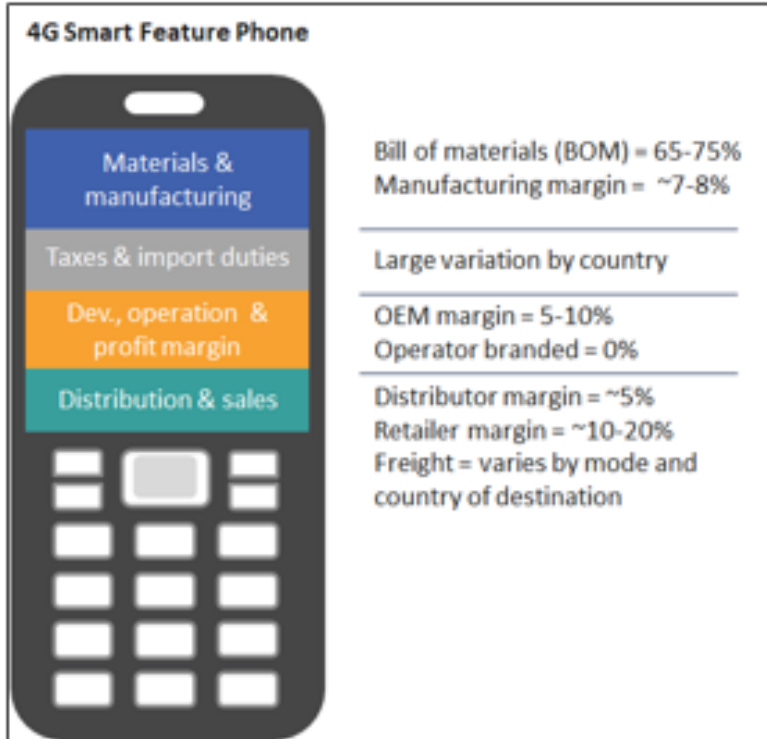 4G Smart Feature Phone
Materials &
manufacturing
Bill of materials (BOM) = 65-75%
Manufacturing margin = ~7-8%
Taxes & import duties
Large variation by country
Dev., operation &
profit margin
OEM margin = 5-10%
Operator branded = 0%
Distribution & sales
Distributor margin = ~5%
Retailer margin = ~10-20%
Freight = varies by mode and
country of destination